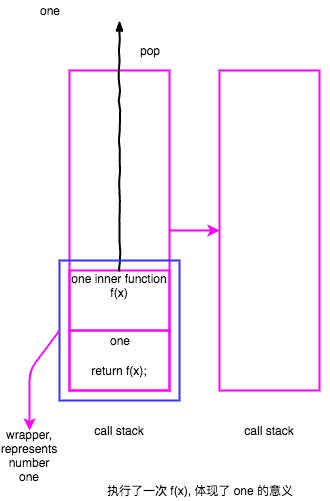 one
pop
one inner function
f(x)
one
return f(x);
wrapper,
represents
number
one
call stack
call stack
执行了一次 f(x), 体现了 one 的意义